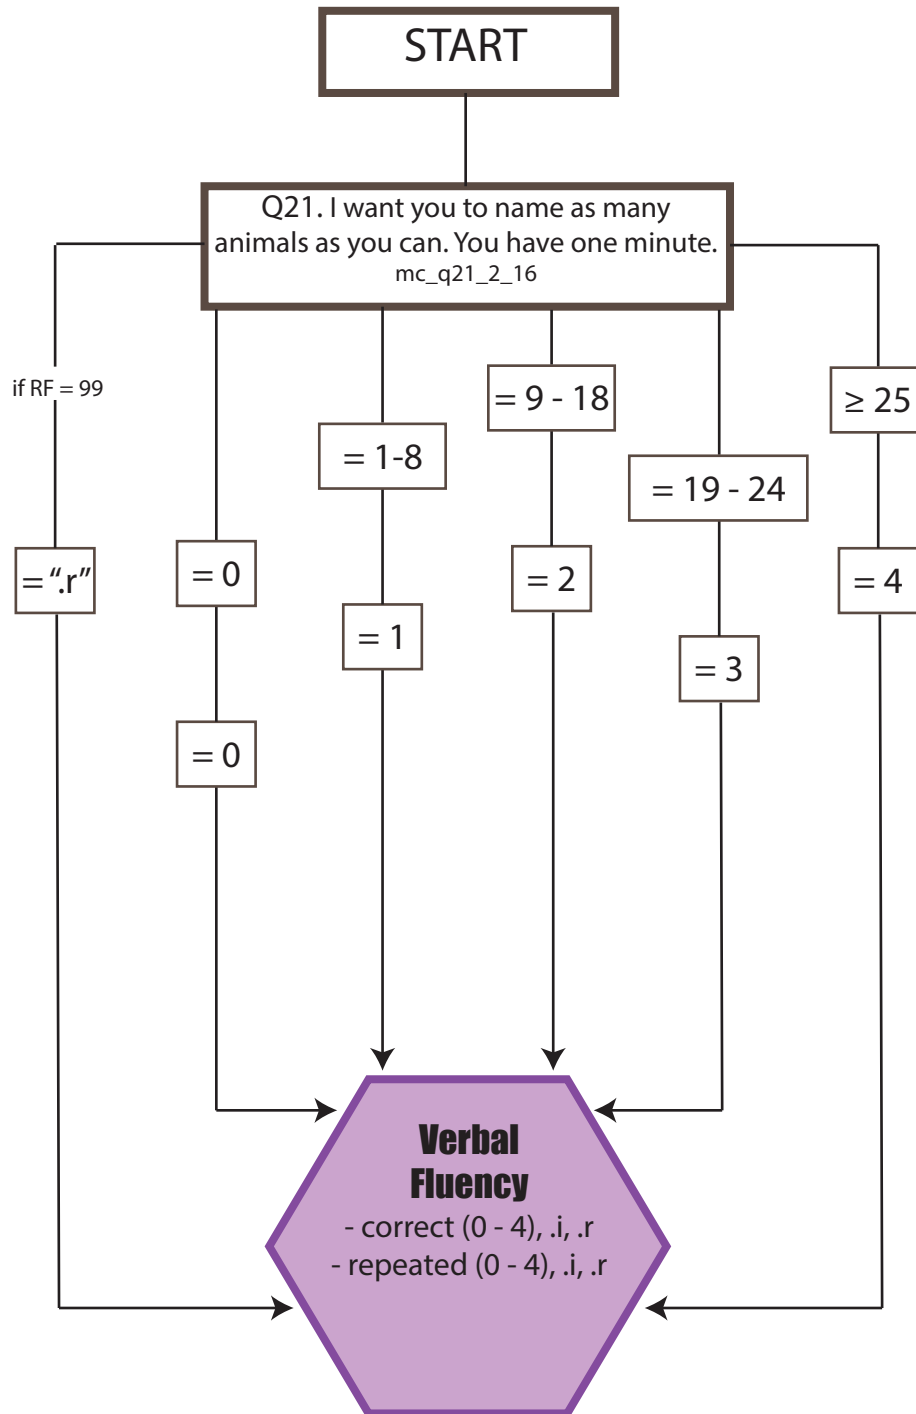 START
Q21. I want you to name as many
animals as you can. You have one minute.
mc_q21_2_16
if RF = 99
= 9 - 18
≥ 25
= 1-8
= 19 - 24
= “.r”
= 0
= 2
= 4
= 1
= 3
= 0
Verbal
Fluency
- correct (0 - 4), .i, .r
- repeated (0 - 4), .i, .r